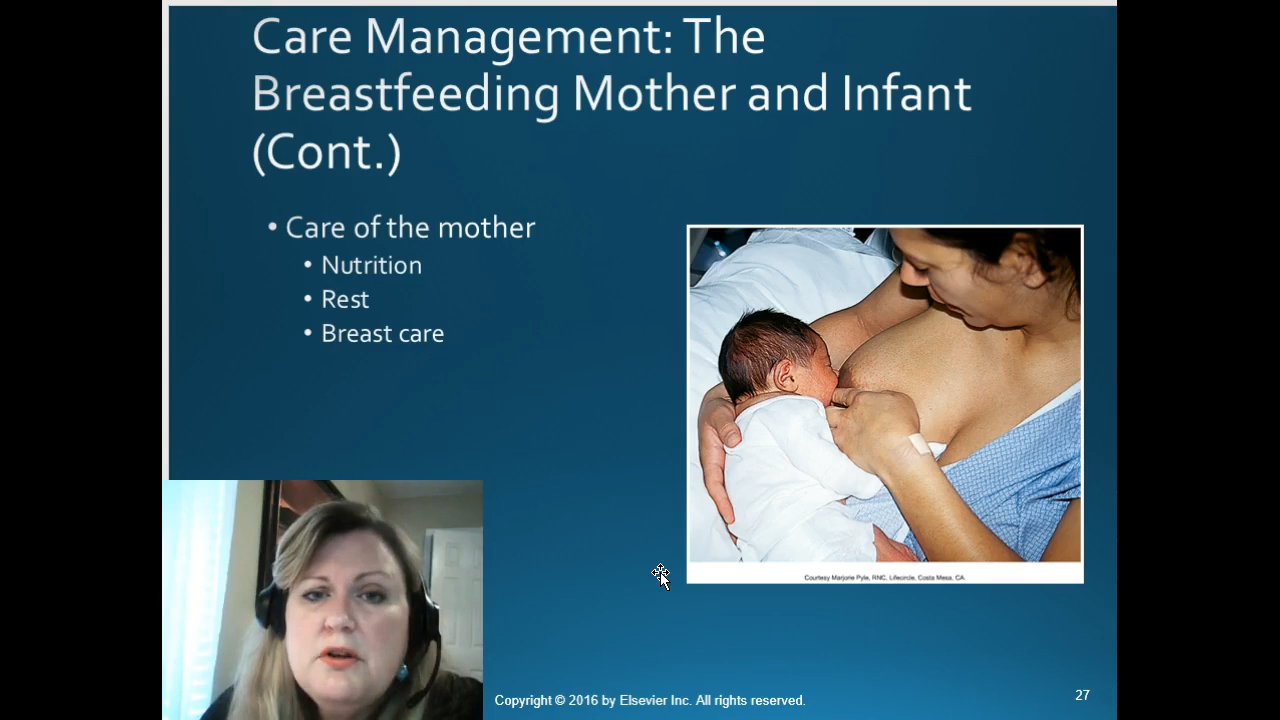 Care Management: The
Breastfeeding Mother and Infant
(Cont.)
• Care of the mother
• Nutrition
• Rest
• Breast care
Courtesy Marjorie Pyle, RNC, Lifecircle, Costa Mesa, CA
Copyright © 2016 by Elsevier Inc. All rights reserved.
27